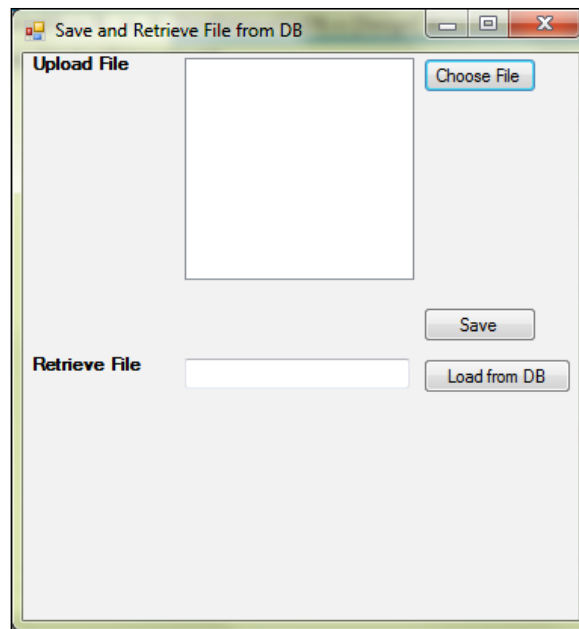 Save and Retrieve File from DB
Upload File
Choose File
Save
Retrieve File
Load from DB